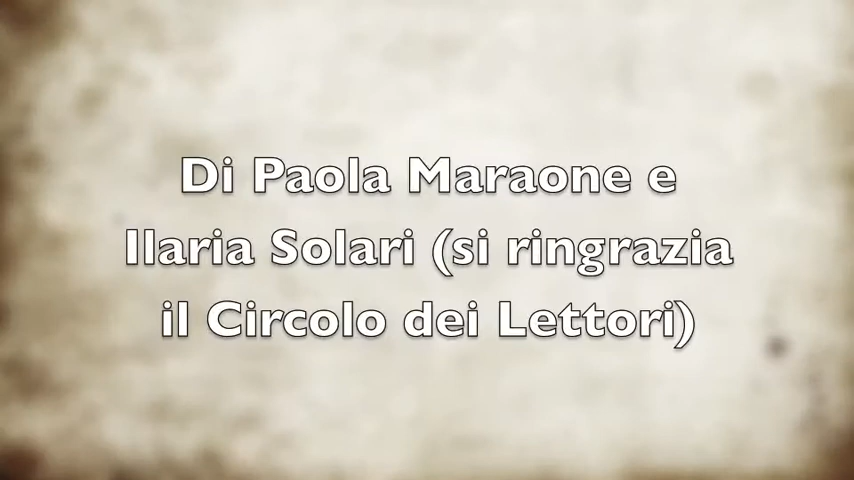 Di Paola Maraone e
Ilaria Solari (si ringrazia
il Circolo dei Lettori)